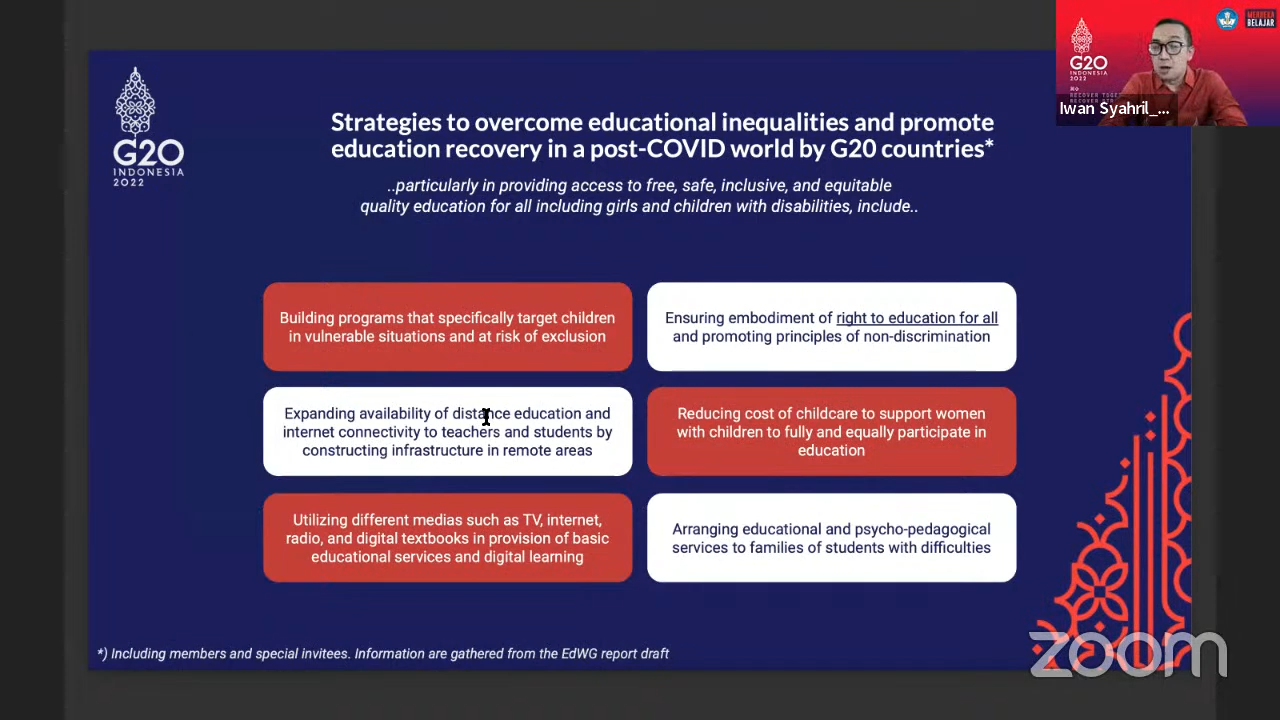 G20
INDONESIA
2022
Strategies to overcome educational inequalities and promote
education recovery in a post-COVID world by G20 countries*
..particularly in providing access to free, safe, inclusive, and equitable
quality education for all including girls and children with disabilities, include..
Building programs that specifically target children
in vulnerable situations and at risk of exclusion
Ensuring embodiment of right to education for all
and promoting principles of non-discrimination
Expanding availability of distance education and
internet connectivity to teachers and students by
constructing infrastructure in remote areas
Reducing cost of childcare to support women
with children to fully and equally participate in
education
Utilizing different medias such as TV, internet,
radio, and digital textbooks in provision of basic
educational services and digital learning
Arranging educational and psycho-pedagogical
services to families of students with difficulties
*) Including members and special invitees. Information are gathered from the EdWG report draft
G20
INDONESIA
2022
MERDEKA
BELAJAR
Iwan Syahril_...
zoom